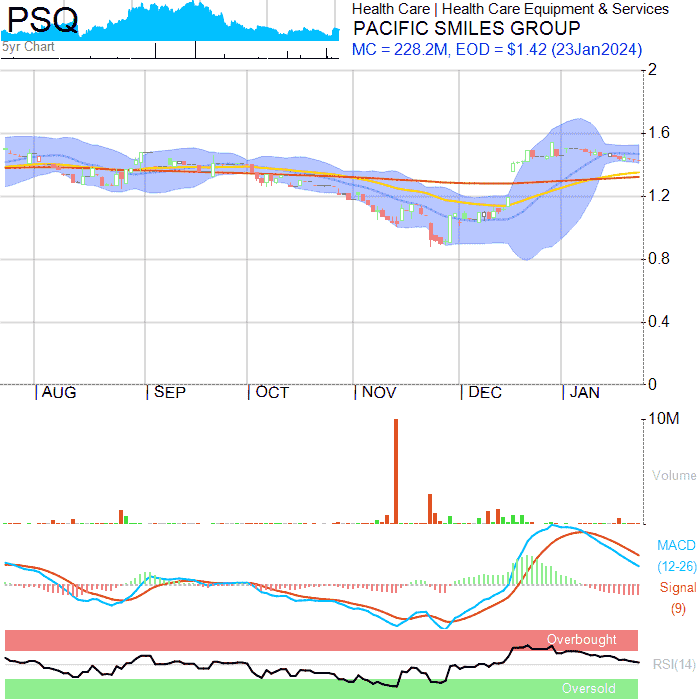 PSQ
Health Care | Health Care Equipment & Services
PACIFIC SMILES GROUP
MC = 228.2M, EOD = $1.42 (23Jan2024)
5yr Chart
2
1.6
1.2
0.8
0.4
0
AUG SEP OCT NOV DEC JAN
10M
Volume
MACD
(12-26)
Signal
(9)
Overbought
RSI(14)
Oversold